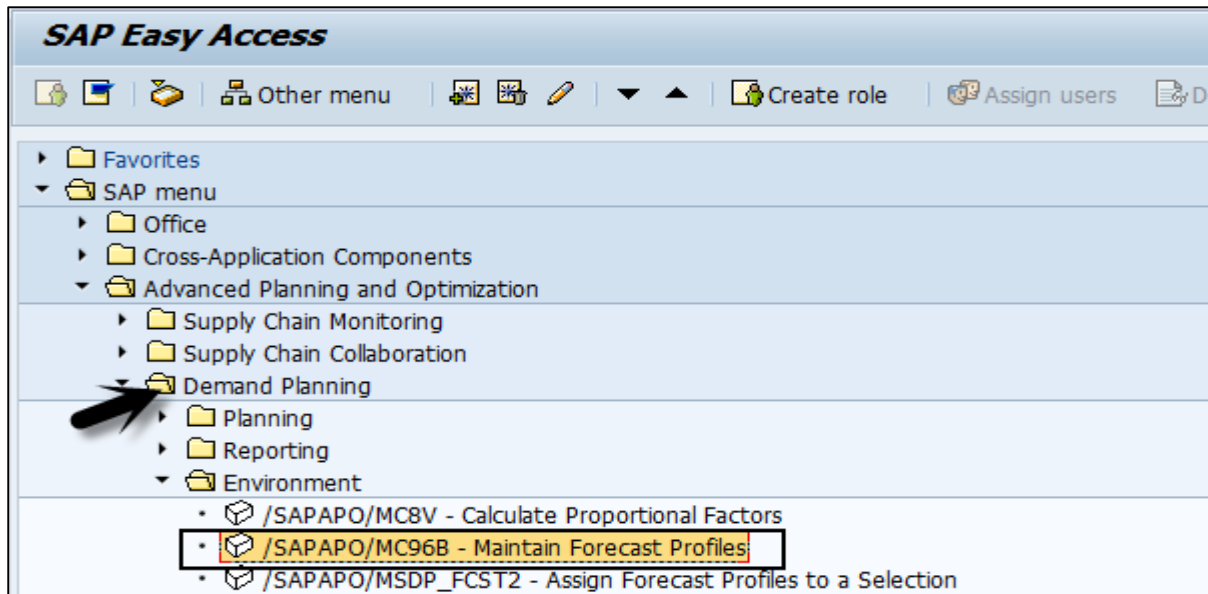 SAP Easy Access
Other menu Create role Assign users D
Favorites
SAP menu
Office
Cross-Application Components
Advanced Planning and Optimization
Supply Chain Monitoring
Supply Chain Collaboration
Demand Planning
Planning
Reporting
Environment
/SAPAPO/MC8V - Calculate Proportional Factors
/SAPAPO/MC96B - Maintain Forecast Profiles
/SAPAPO/MSDP_FCST2 - Assign Forecast Profiles to a Selection